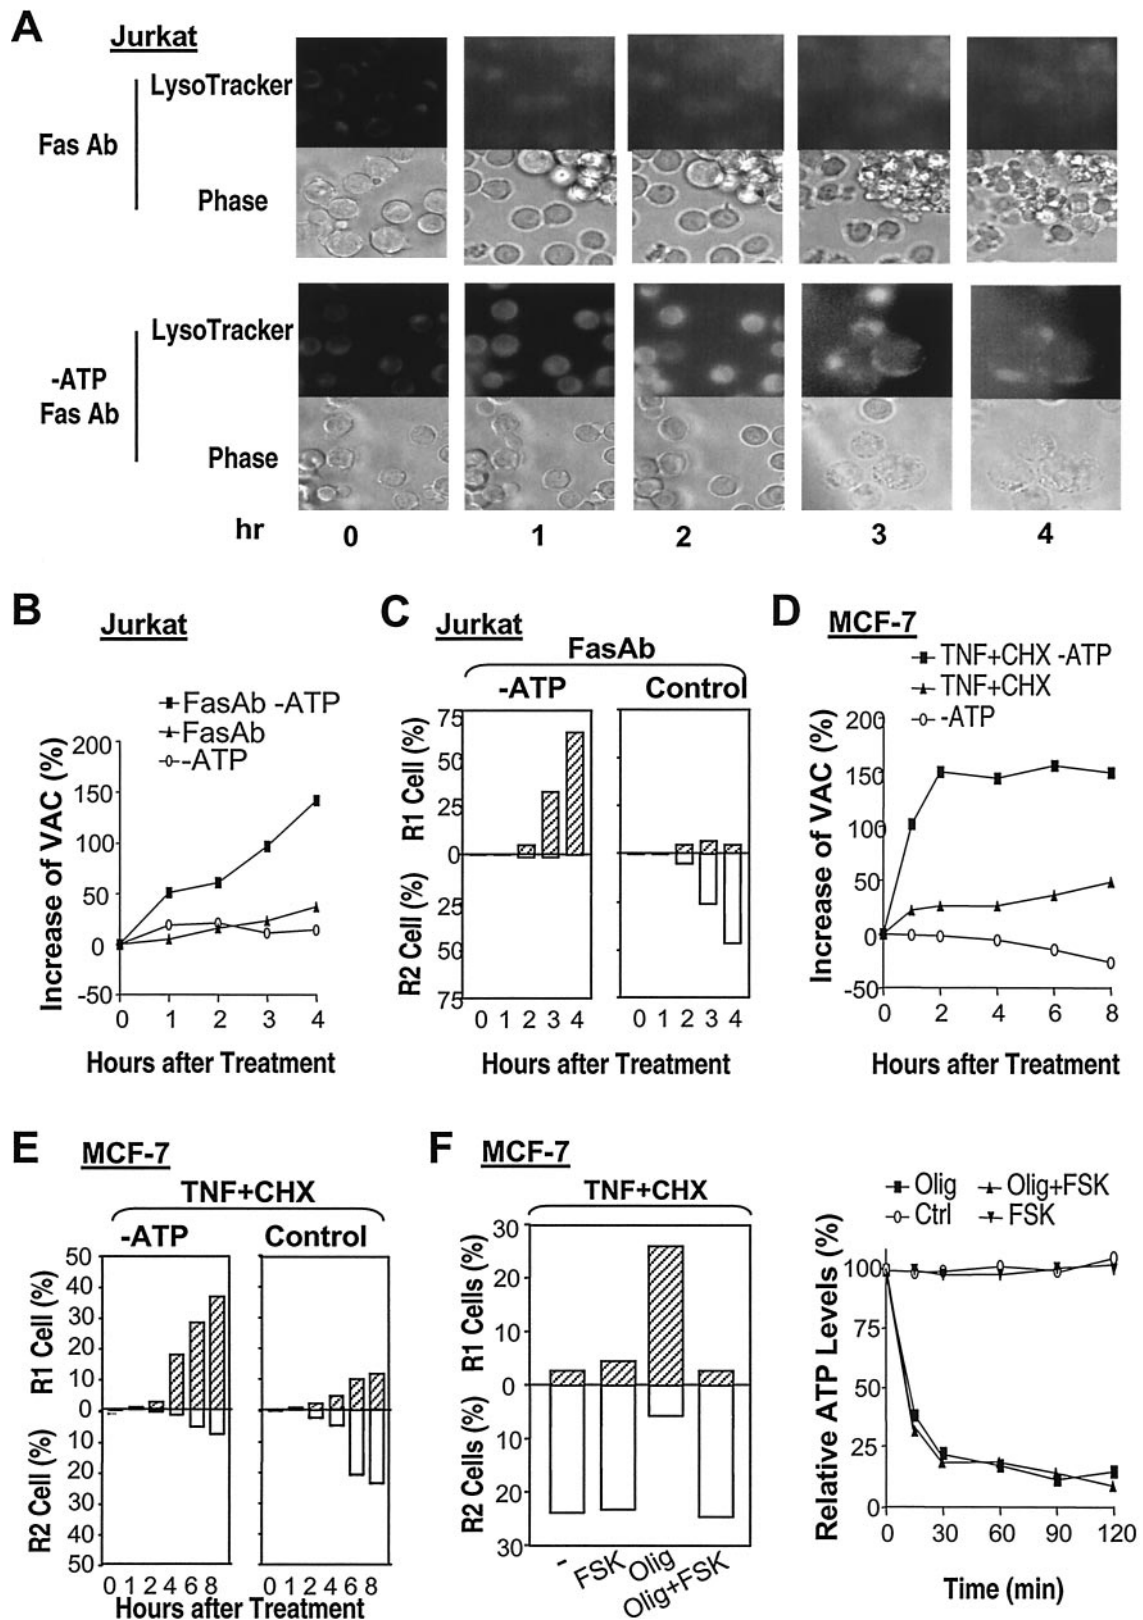 A
Jurkat
LysoTracker
Fas Ab
Phase
LysoTracker
-ATP
Fas Ab
Phase
hr 0 1 2 3 4
B
Jurkat
FasAb -ATP
FasAb
-ATP
Increase of VAC (%)
200
150
100
50
0
-50
0 1 2 3 4
Hours after Treatment
C
Jurkat
FasAb
-ATP Control
R1 Cell (%)
R2 Cell (%)
75
50
25
0
25
50
75
0 1 2 3 4 0 1 2 3 4
Hours after Treatment
D
MCF-7
TNF+CHX -ATP
TNF+CHX
-ATP
Increase of VAC (%)
200
150
100
50
0
-50
0 2 4 6 8
Hours after Treatment
E
MCF-7
TNF+CHX
-ATP Control
R1 Cell (%)
R2 Cell (%)
50
40
30
20
10
0
10
20
30
40
50
0 1 2 4 6 8 0 1 2 4 6 8
Hours after Treatment
F
MCF-7
TNF+CHX
R1 Cells (%)
R2 Cells (%)
30
20
10
0
10
20
30
- FSK Olig Olig+FSK
Olig Olig+FSK
Ctrl FSK
Relative ATP Levels (%)
100
75
50
25
0
0 30 60 90 120
Time (min)